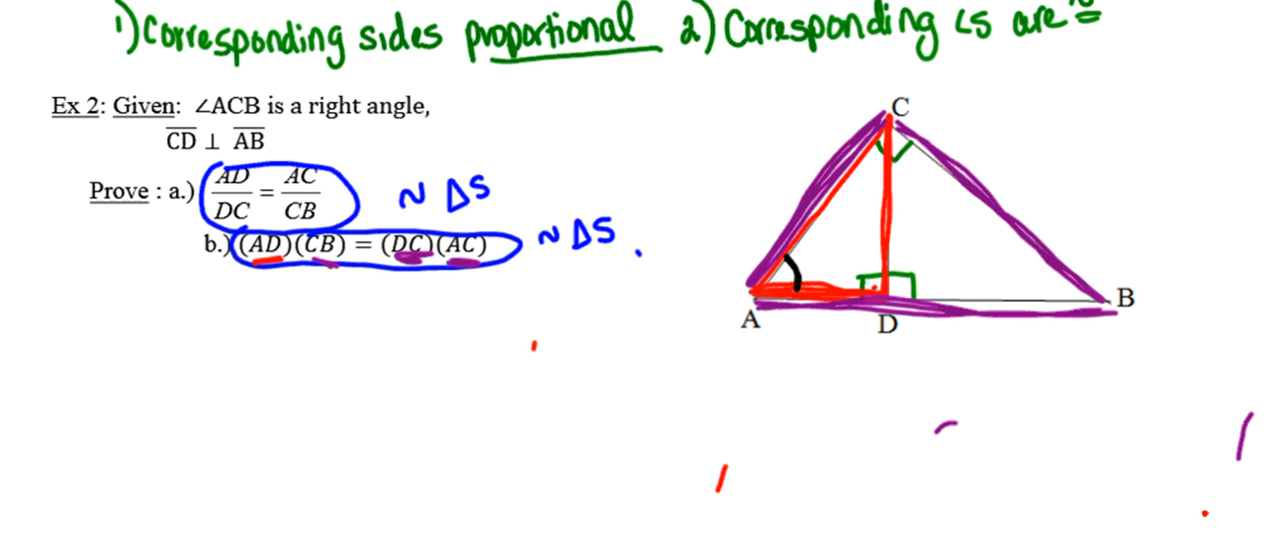 1) Corresponding sides proportional 2) Corresponding ∠s are ≅
Ex 2: Given: ∠ACB is a right angle,
CD ⊥ AB
Prove : a.) AD/DC = AC/CB ~ ΔS
b.) (AD)(CB) = (DC)(AC) ~ ΔS.
C
A
D
B